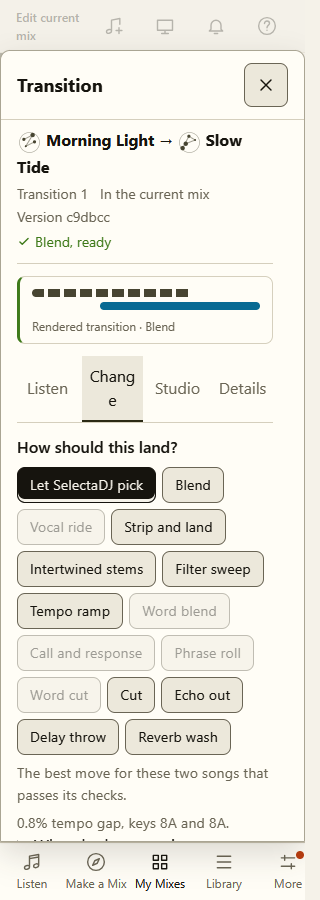 Edit current
mix
Transition
Morning Light → Slow
Tide
Transition 1 In the current mix
Version c9dbcc
Blend, ready
Rendered transition · Blend
Listen
Chang
e
Studio
Details
How should this land?
Let SelectaDJ pick
Blend
Vocal ride
Strip and land
Intertwined stems
Filter sweep
Tempo ramp
Word blend
Call and response
Phrase roll
Word cut
Cut
Echo out
Delay throw
Reverb wash
The best move for these two songs that
passes its checks.
0.8% tempo gap, keys 8A and 8A.
Listen
Make a Mix
My Mixes
Library
More